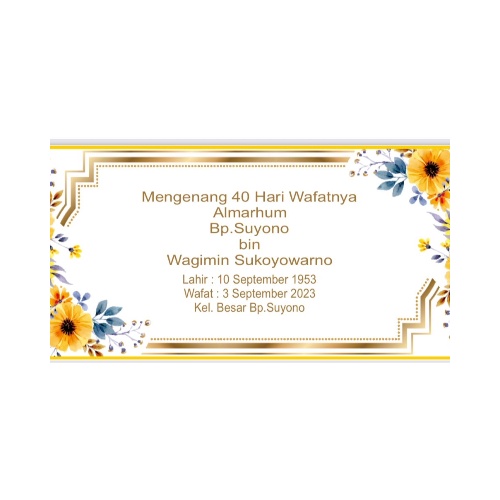 Mengenang 40 Hari Wafatnya
Almarhum
Bp.Suyono
bin
Wagimin Sukoyowarno
Lahir : 10 September 1953
Wafat : 3 September 2023
Kel. Besar Bp.Suyono